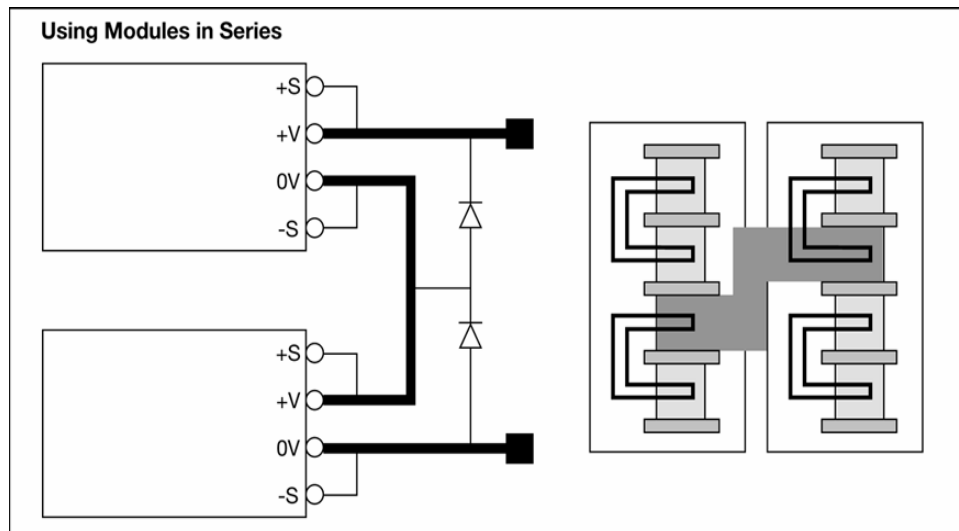 Using Modules in Series
+S
+V
0V
-S
+S
+V
0V
-S